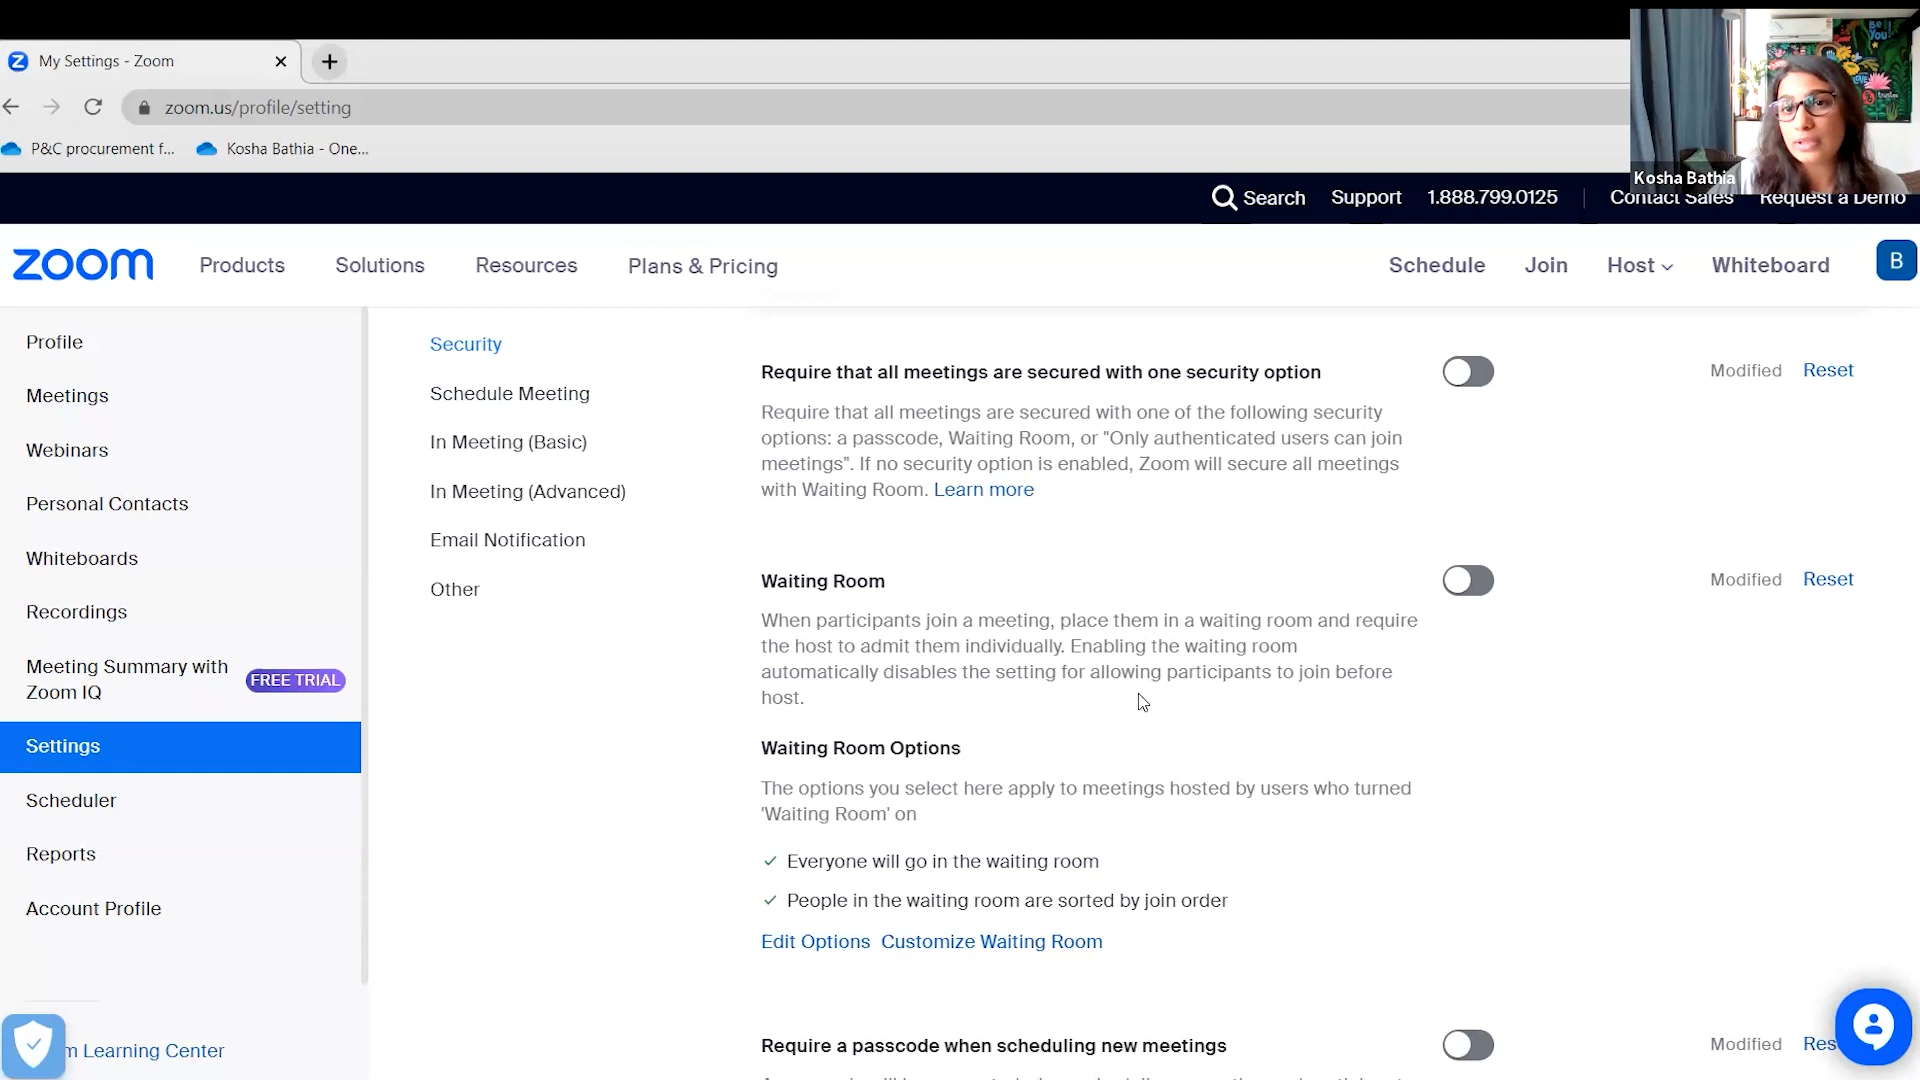 My Settings - Zoom
zoom.us/profile/setting
P&C procurement f...
Kosha Bathia - One...
Be
You!
Kosha Bathia
Search
Support
1.888.799.0125
Contact Sales
Request a Demo
zoom
Products
Solutions
Resources
Plans & Pricing
Schedule
Join
Host
Whiteboard
B
Profile
Meetings
Webinars
Personal Contacts
Whiteboards
Recordings
Meeting Summary with
Zoom IQ
FREE TRIAL
Settings
Scheduler
Reports
Account Profile
Learning Center
Security
Schedule Meeting
In Meeting (Basic)
In Meeting (Advanced)
Email Notification
Other
Require that all meetings are secured with one security option
Modified
Reset
Require that all meetings are secured with one of the following security
options: a passcode, Waiting Room, or "Only authenticated users can join
meetings". If no security option is enabled, Zoom will secure all meetings
with Waiting Room. Learn more
Waiting Room
Modified
Reset
When participants join a meeting, place them in a waiting room and require
the host to admit them individually. Enabling the waiting room
automatically disables the setting for allowing participants to join before
host.
Waiting Room Options
The options you select here apply to meetings hosted by users who turned
'Waiting Room' on
Everyone will go in the waiting room
People in the waiting room are sorted by join order
Edit Options
Customize Waiting Room
Require a passcode when scheduling new meetings
Modified